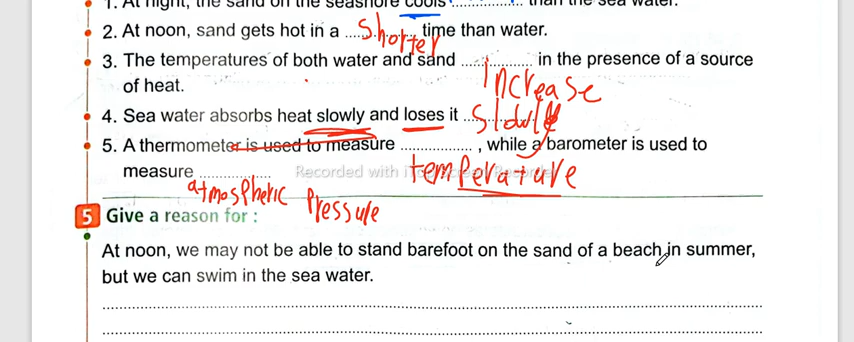 1. At night, the sand on the seashore cools ............ than the sea water.
2. At noon, sand gets hot in a .... Shorter time than water.
3. The temperatures of both water and sand .... Increase .... in the presence of a source
of heat.
4. Sea water absorbs heat slowly and loses it .... Slowly
5. A thermometer is used to measure ...................., while a barometer is used to
temperature
measure .................... Recorded with
atmospheric Pressure
5 Give a reason for :
At noon, we may not be able to stand barefoot on the sand of a beach in summer,
but we can swim in the sea water.